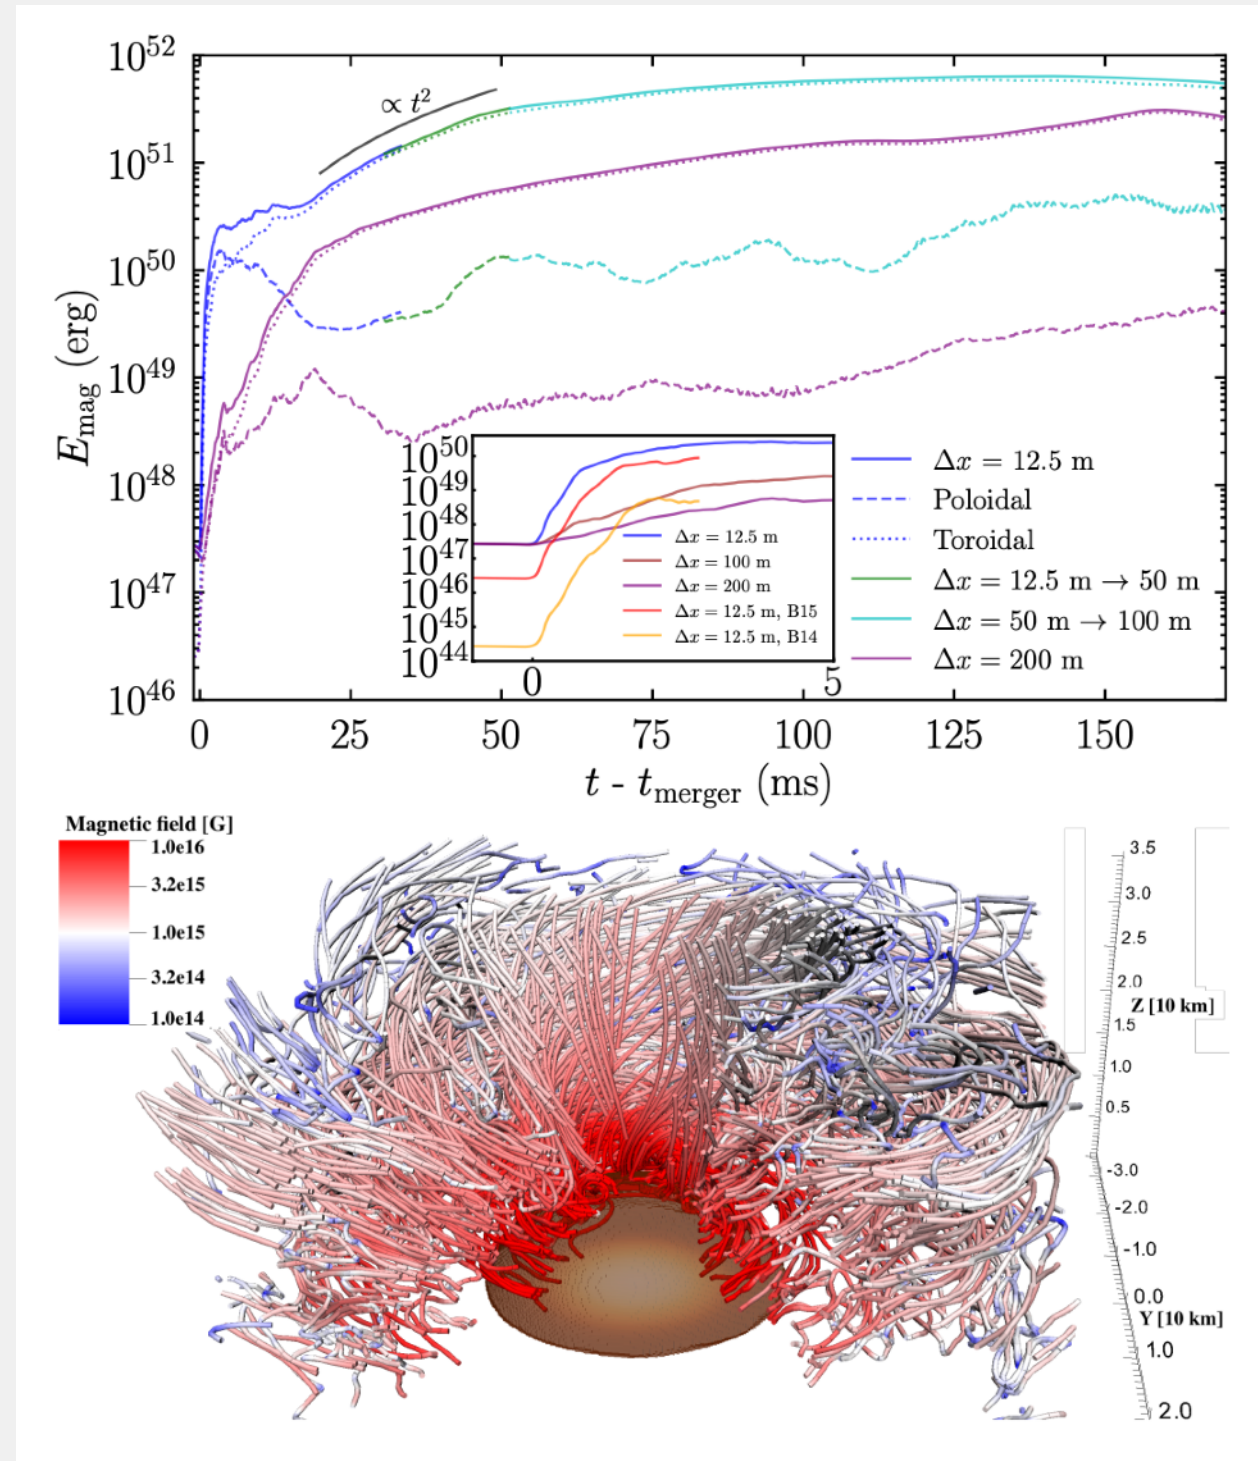 10^52
10^51
10^50
10^49
10^48
10^47
10^46
E_mag (erg)
∝ t^2
10^50
10^49
10^48
10^47
10^46
10^45
10^44
Δx = 12.5 m
Δx = 100 m
Δx = 200 m
Δx = 12.5 m, B15
Δx = 12.5 m, B14
0 5
Δx = 12.5 m
Poloidal
Toroidal
Δx = 12.5 m → 50 m
Δx = 50 m → 100 m
Δx = 200 m
0 25 50 75 100 125 150
t - t_merger (ms)
Magnetic field [G]
1.0e16
3.2e15
1.0e15
3.2e14
1.0e14
3.5
3.0
2.5
2.0
Z [10 km]
1.5
1.0
0.5
-3.0
-2.0
-1.0
0.0
Y [10 km]
1.0
2.0